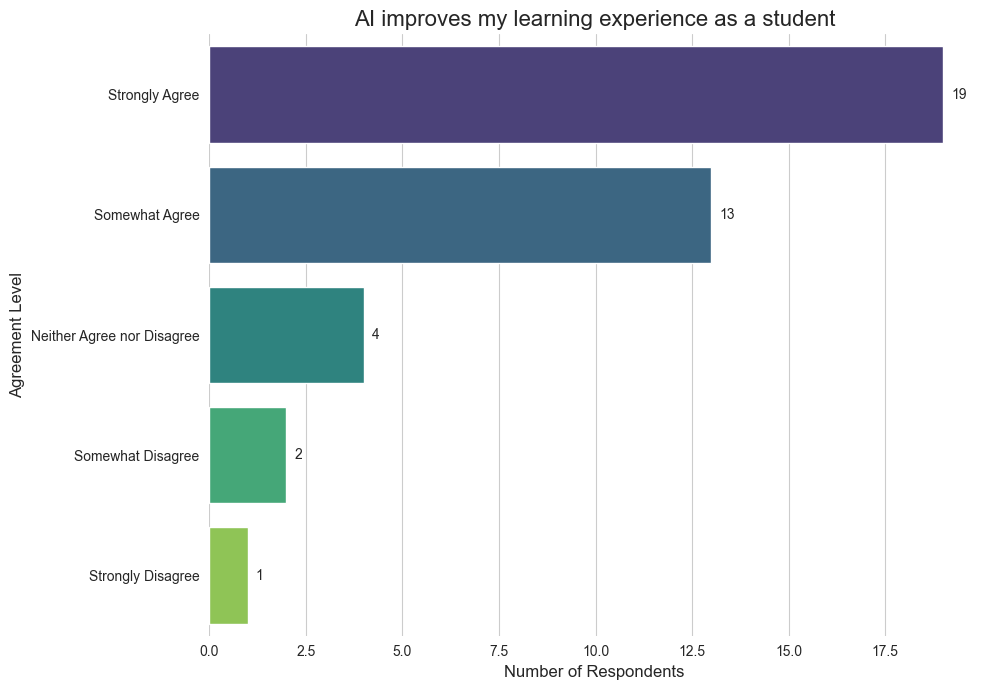 AI improves my learning experience as a student
Agreement Level
Strongly Agree
19
Somewhat Agree
13
Neither Agree nor Disagree
4
Somewhat Disagree
2
Strongly Disagree
1
0.0 2.5 5.0 7.5 10.0 12.5 15.0 17.5
Number of Respondents